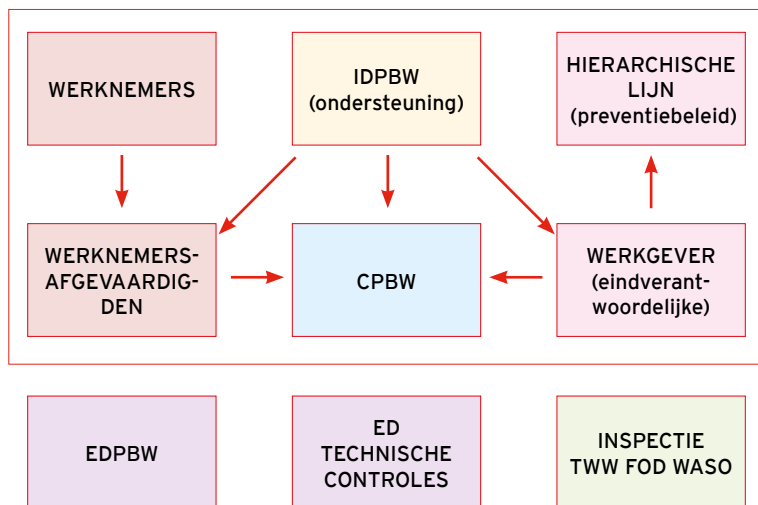 WERKNEMERS
IDPBW
(ondersteuning)
HIERARCHISCHE
LIJN
(preventiebeleid)
WERKNEMERS-
AFGEVAARDIG-
DEN
CPBW
WERKGEVER
(eindverant-
woordelijke)
EDPBW
ED
TECHNISCHE
CONTROLES
INSPECTIE
TWW FOD WASO